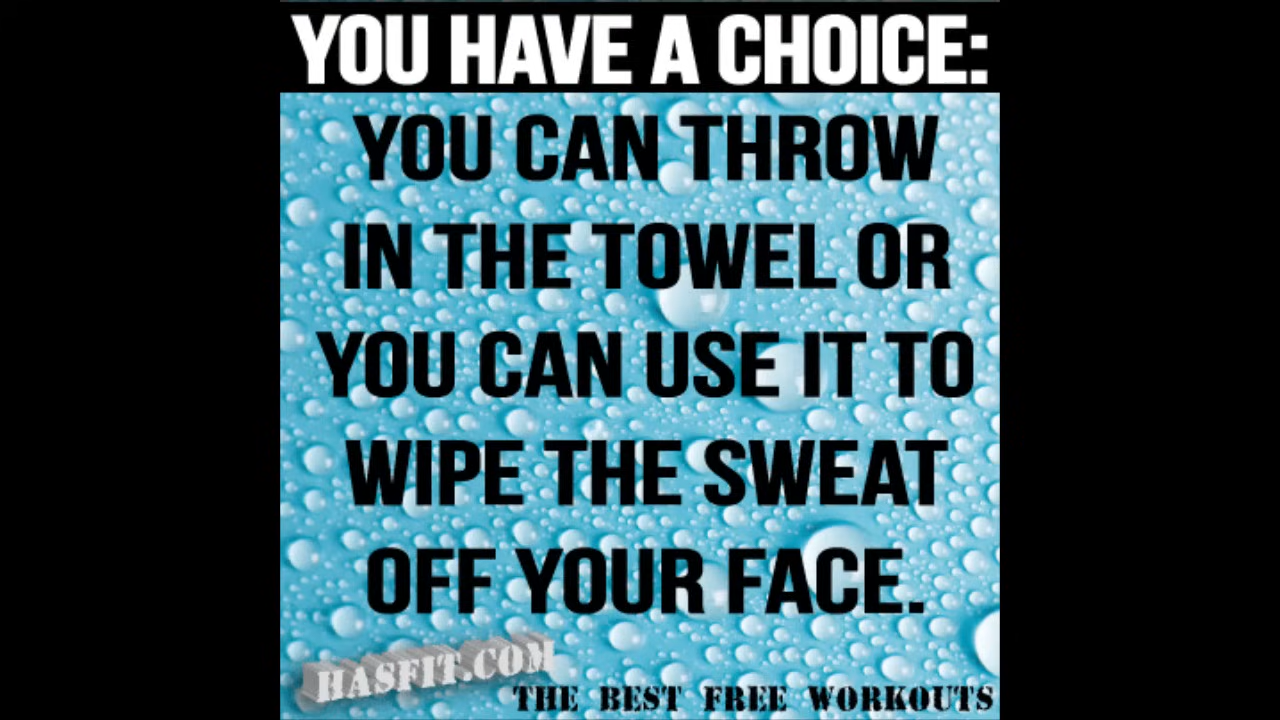 YOU HAVE A CHOICE:
YOU CAN THROW
IN THE TOWEL OR
YOU CAN USE IT TO
WIPE THE SWEAT
OFF YOUR FACE.
HASFIT.COM
THE BEST FREE WORKOUTS